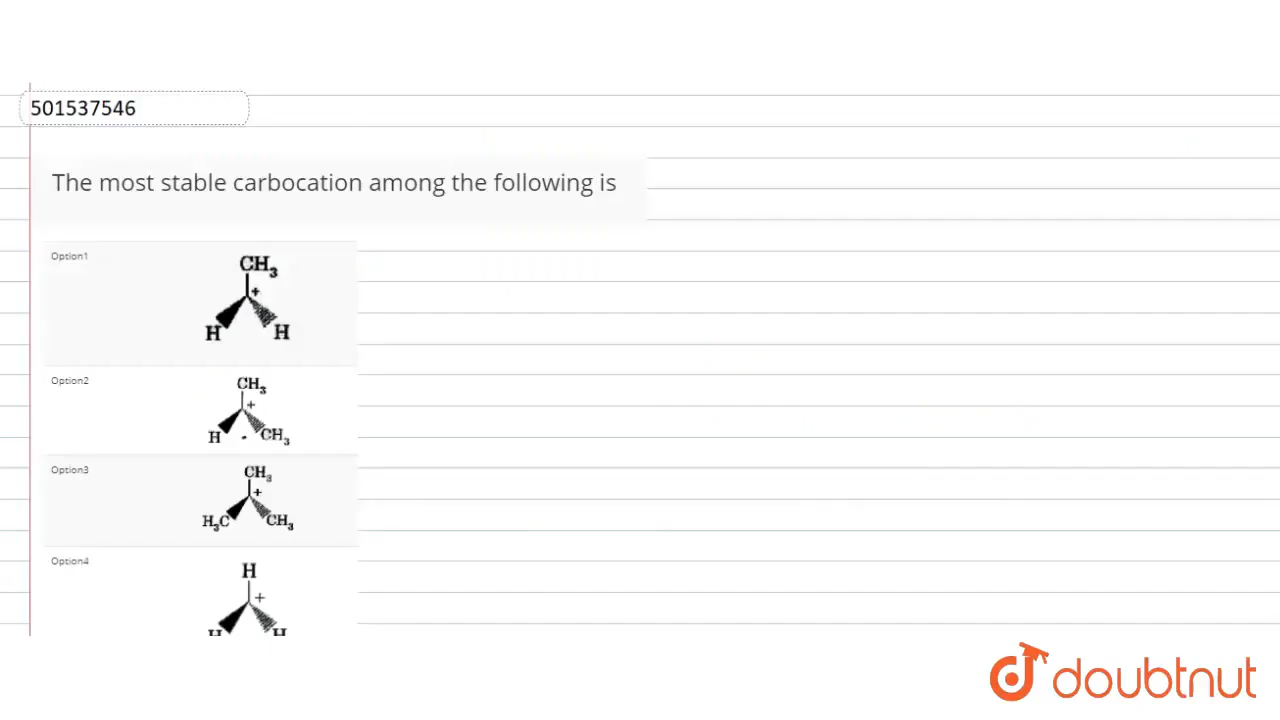 501537546
The most stable carbocation among the following is
Option1
CH₃
+
H
H
Option2
CH₃
+
H
CH₃
Option3
CH₃
+
H₃C
CH₃
Option4
H
+
H
H
doubtnut